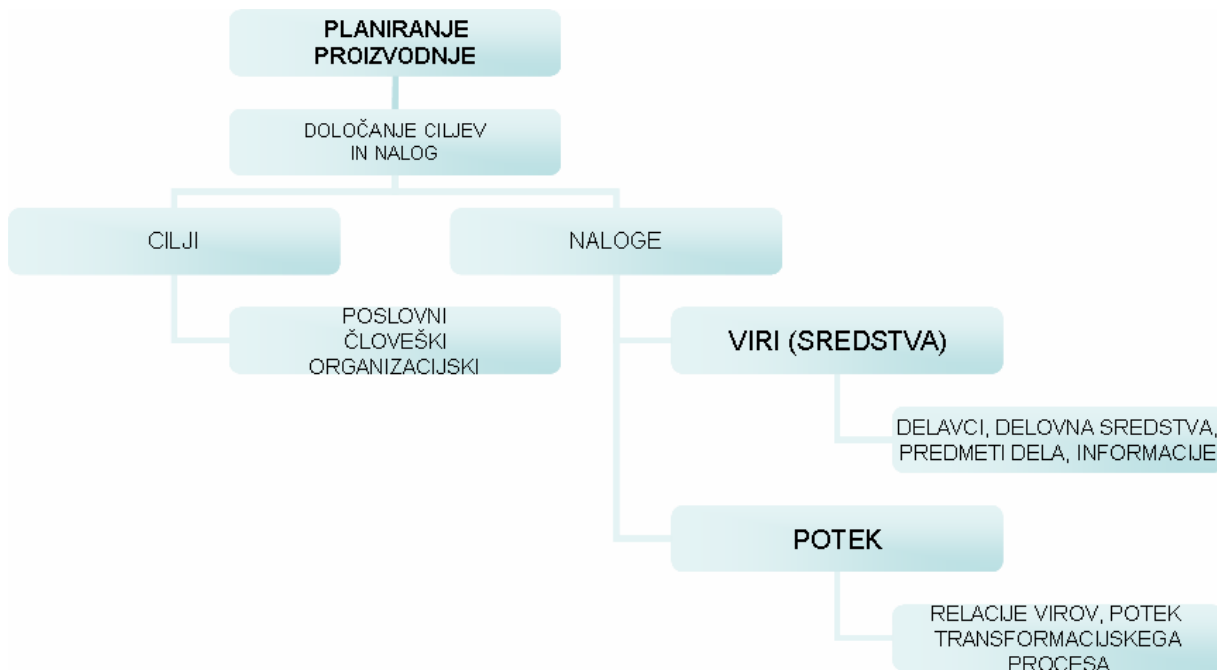 PLANIRANJE
PROIZVODNJE
DOLOČANJE CILJEV
IN NALOG
CILJI
NALOGE
POSLOVNI
ČLOVEŠKI
ORGANIZACIJSKI
VIRI (SREDSTVA)
DELAVCI, DELOVNA SREDSTVA,
PREDMETI DELA, INFORMACIJE
POTEK
RELACIJE VIROV, POTEK
TRANSFORMACIJSKEGA
PROCESA